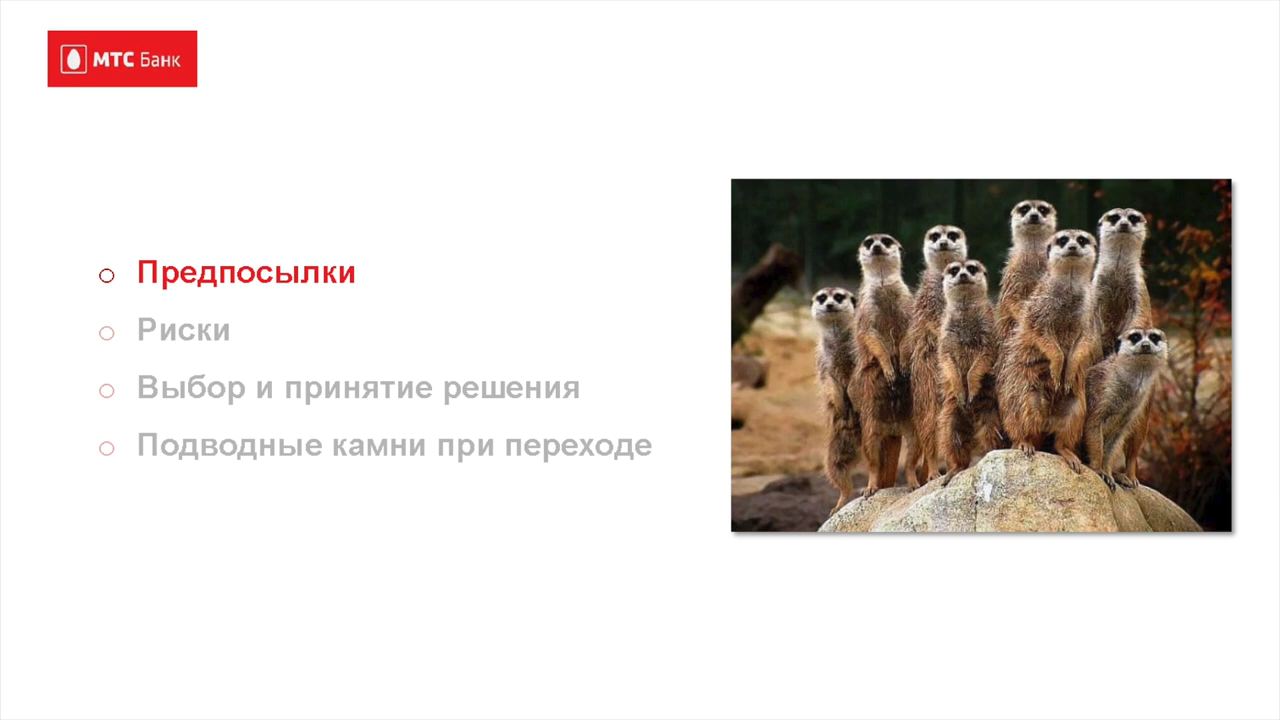 МТС Банк
Предпосылки
Риски
Выбор и принятие решения
Подводные камни при переходе